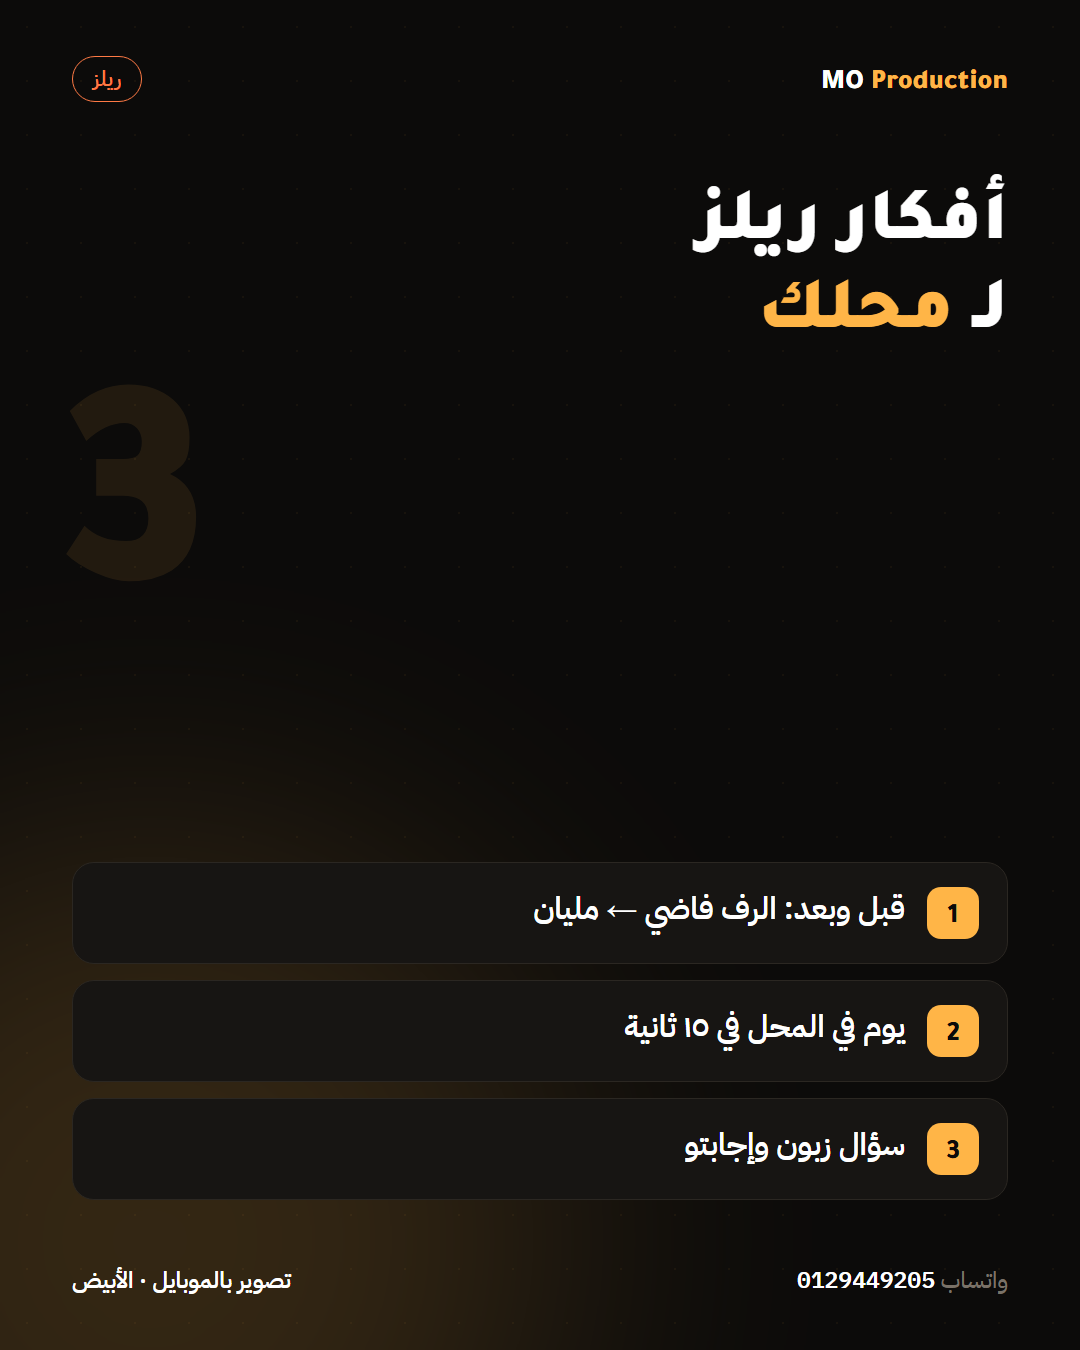 MO Production
ريلز
أفكار ريلز
لـ محلك
3
1 قبل وبعد: الرف فاضي ← مليان
2 يوم في المحل في ١٥ ثانية
3 سؤال زبون وإجابتو
واتساب 0129449205
تصوير بالموبايل · الأبيض